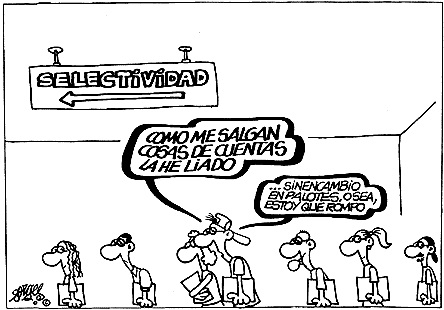 SELECTIVIDAD
COMO ME SALGAN
COSAS DE CUENTAS
LA HE LIADO
... SINENCAMBIO
EN PALOTES, OSEA,
ESTOY QUE ROMPO